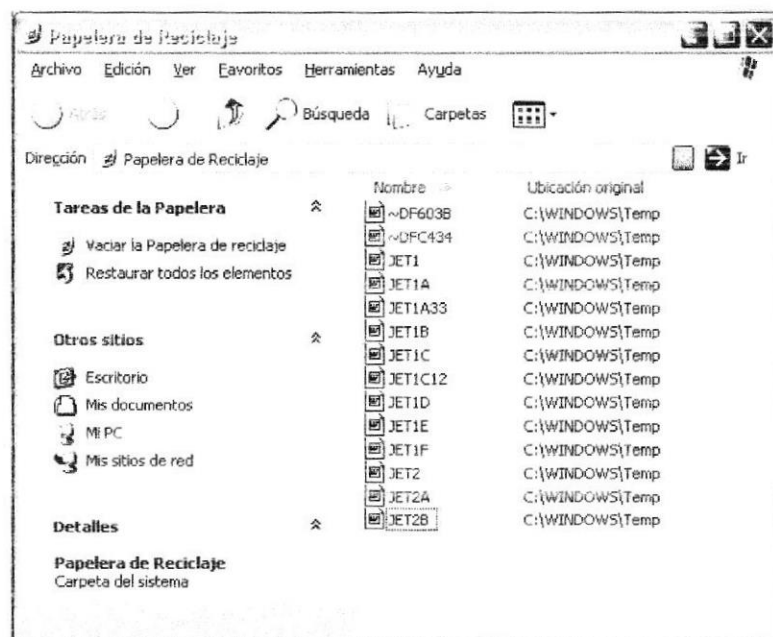 Papelera de Reciclaje
Archivo Edición Ver Favoritos Herramientas Ayuda
Atrás Búsqueda Carpetas
Dirección Papelera de Reciclaje Ir
Tareas de la Papelera
Vaciar la Papelera de reciclaje
Restaurar todos los elementos
Otros sitios
Escritorio
Mis documentos
Mi PC
Mis sitios de red
Detalles
Papelera de Reciclaje
Carpeta del sistema
Nombre Ubicación original
~DF603B C:\WINDOWS\Temp
~DFC434 C:\WINDOWS\Temp
JET1 C:\WINDOWS\Temp
JET1A C:\WINDOWS\Temp
JET1A33 C:\WINDOWS\Temp
JET1B C:\WINDOWS\Temp
JET1C C:\WINDOWS\Temp
JET1C12 C:\WINDOWS\Temp
JET1D C:\WINDOWS\Temp
JET1E C:\WINDOWS\Temp
JET1F C:\WINDOWS\Temp
JET2 C:\WINDOWS\Temp
JET2A C:\WINDOWS\Temp
JET2B C:\WINDOWS\Temp